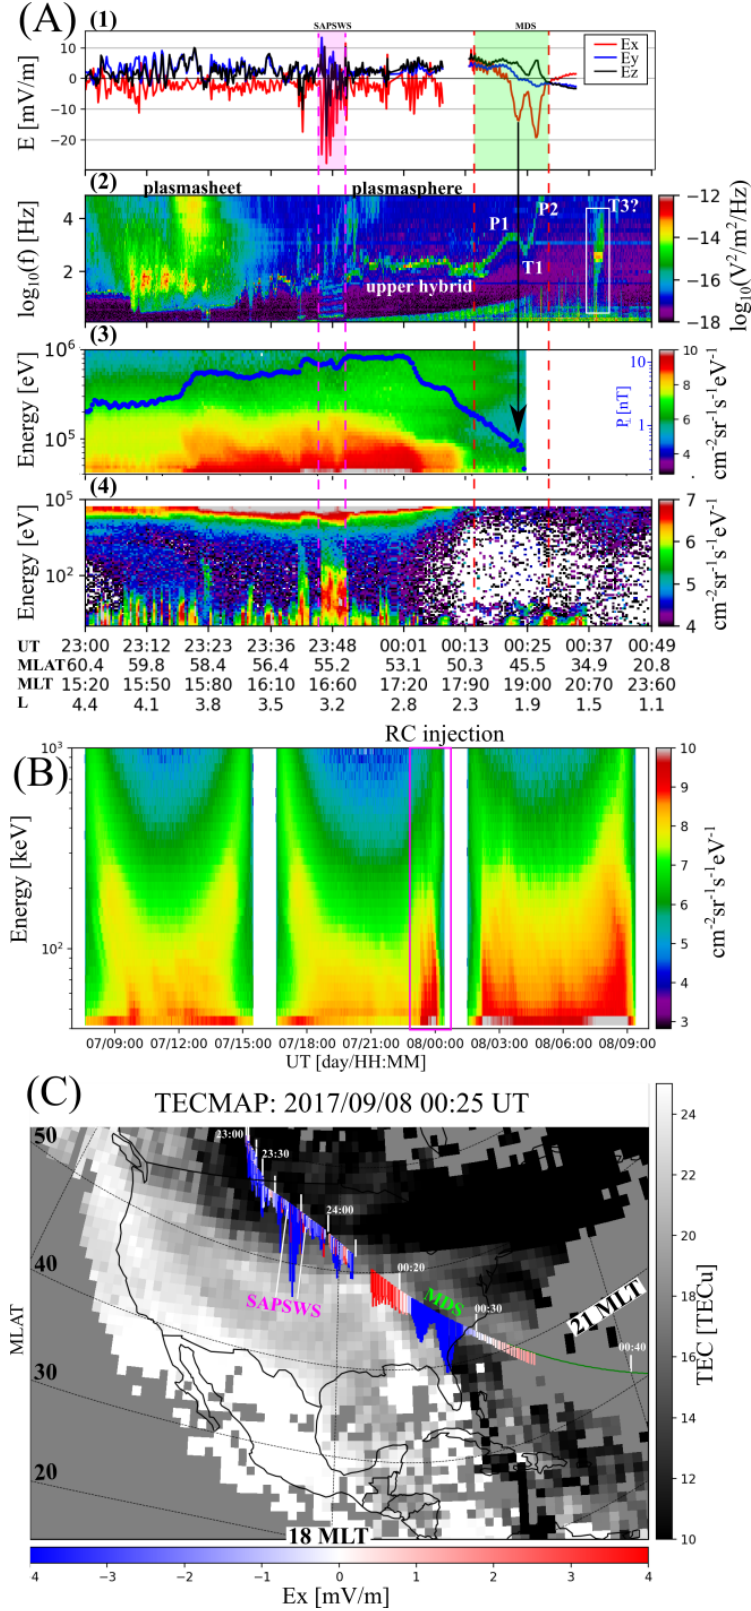 (A)
(1)
SAPSWS
MDS
E [mV/m]
10
0
−10
−20
Ex
Ey
Ez
(2)
plasmasheet
plasmasphere
log10(f) [Hz]
4
2
P1
P2
T1
T3?
upper hybrid
−12
−14
−16
−18
log10(V²/m²/Hz)
(3)
Energy [eV]
10⁶
10⁵
10
1
P [nT]
10
8
6
4
cm⁻²sr⁻¹s⁻¹eV⁻¹
(4)
Energy [eV]
10⁵
10²
7
6
5
4
cm⁻²sr⁻¹s⁻¹eV⁻¹
UT 23:00 23:12 23:23 23:36 23:48 00:01 00:13 00:25 00:37 00:49
MLAT 60.4 59.8 58.4 56.4 55.2 53.1 50.3 45.5 34.9 20.8
MLT 15:20 15:50 15:80 16:10 16:60 17:20 17:90 19:00 20:70 23:60
L 4.4 4.1 3.8 3.5 3.2 2.8 2.3 1.9 1.5 1.1
RC injection
(B)
Energy [keV]
10³
10²
10
9
8
7
6
5
4
3
cm⁻²sr⁻¹s⁻¹eV⁻¹
07/09:00 07/12:00 07/15:00 07/18:00 07/21:00 08/00:00 08/03:00 08/06:00 08/09:00
UT [day/HH:MM]
(C)
TECMAP: 2017/09/08 00:25 UT
50
40
30
20
MLAT
23:00
23:30
24:00
00:20
00:30
00:40
SAPSWS
MDS
21 MLT
18 MLT
24
22
20
18
16
14
12
10
TEC [TECu]
4 −3 −2 −1 0 1 2 3 4
Ex [mV/m]